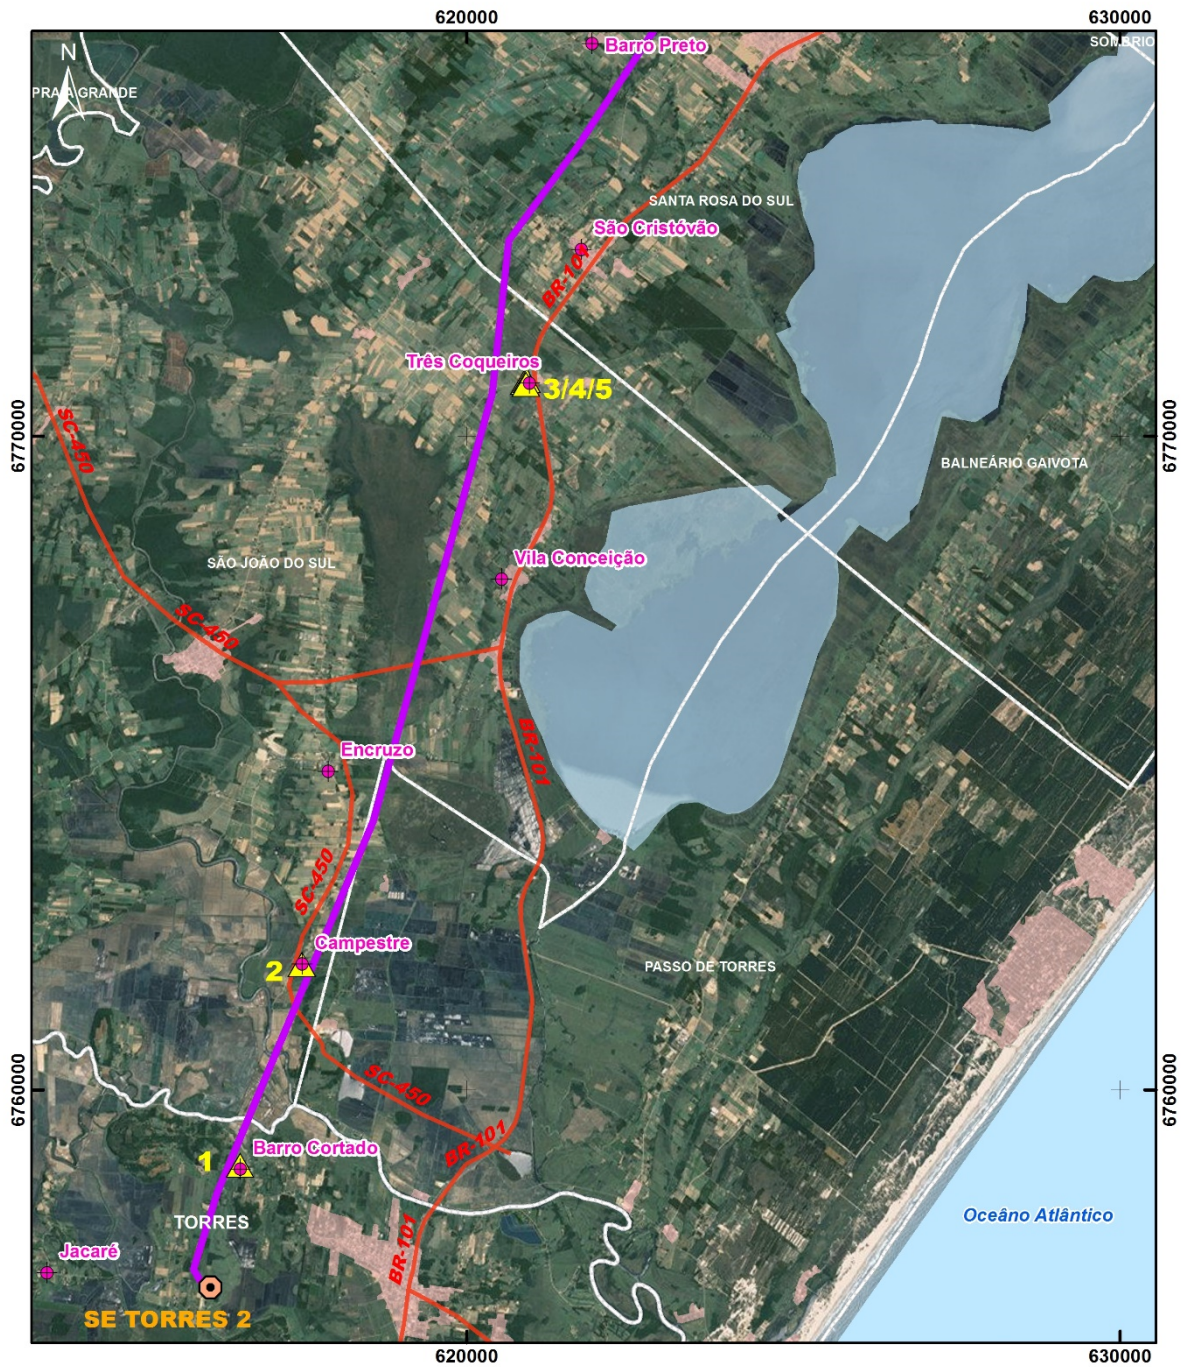 620000
630000
N
Barro Preto
SOMBRIO
PRAIA GRANDE
SANTA ROSA DO SUL
São Cristóvão
BR-101
Três Coqueiros
3/4/5
6770000
6770000
SC-450
BALNEÁRIO GAIVOTA
Vila Conceição
SÃO JOÃO DO SUL
SC-450
Encruzo
BR-101
SC-450
Campestre
2
PASSO DE TORRES
6760000
6760000
SC-450
BR-101
Barro Cortado
1
TORRES
Oceâno Atlântico
BR-101
Jacaré
SE TORRES 2
620000
630000